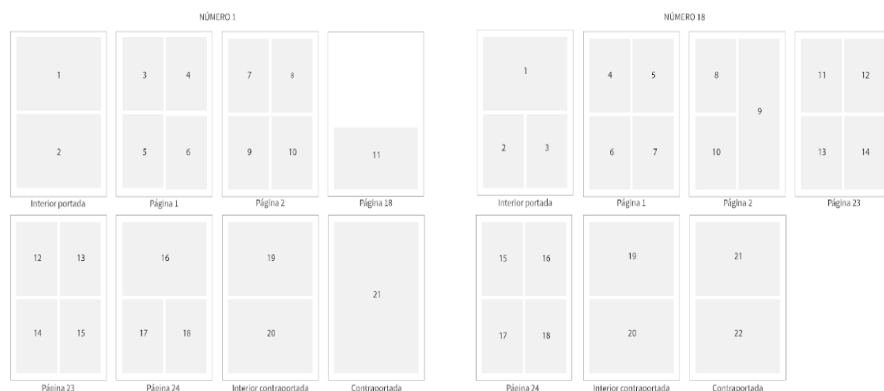 NÚMERO 1
1
2
Interior portada
3 4
5 6
Página 1
7 8
9 10
Página 2
11
Página 18
12 13
14 15
Página 23
16
17 18
Página 24
19
20
Interior contraportada
21
Contraportada
NÚMERO 18
1
2 3
Interior portada
4 5
6 7
Página 1
8
9
10
Página 2
11 12
13 14
Página 23
15 16
17 18
Página 24
19
20
Interior contraportada
21
22
Contraportada